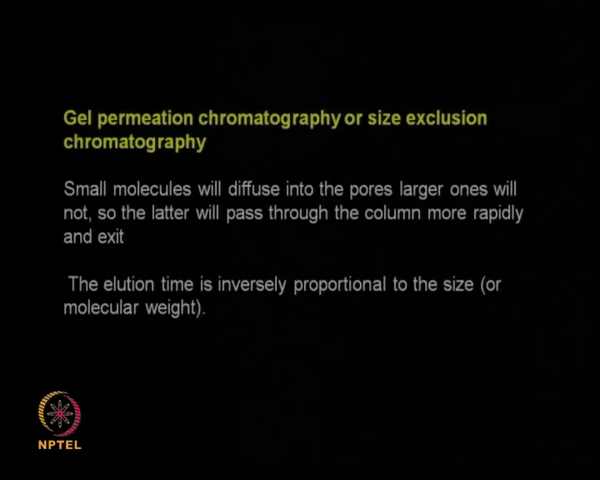 Gel permeation chromatography or size exclusion
chromatography
Small molecules will diffuse into the pores larger ones will
not, so the latter will pass through the column more rapidly
and exit
The elution time is inversely proportional to the size (or
molecular weight).
NPTEL